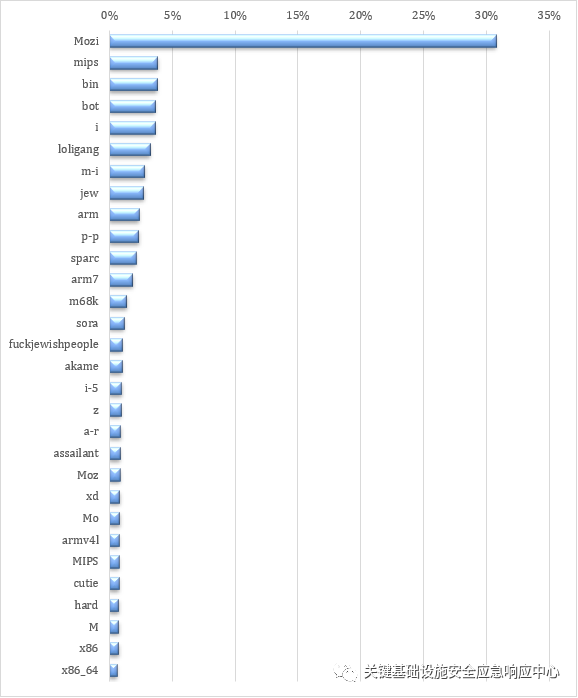 0% 5% 10% 15% 20% 25% 30% 35%
Mozi
mips
bin
bot
i
loligang
m-i
jew
arm
p-p
sparc
arm7
m68k
sora
fuckjewishpeople
akame
i-5
z
a-r
assailant
Moz
xd
Mo
armv4l
MIPS
cutie
hard
M
x86
x86_64
关键基础设施安全应急响应中心